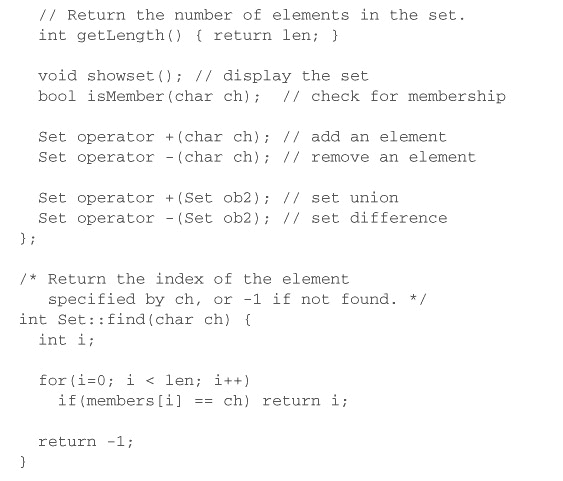 // Return the number of elements in the set.
int getLength() { return len; }
void showset(); // display the set
bool isMember(char ch); // check for membership
Set operator +(char ch); // add an element
Set operator -(char ch); // remove an element
Set operator +(Set ob2); // set union
Set operator -(Set ob2); // set difference
};
/* Return the index of the element
specified by ch, or -1 if not found. */
int Set::find(char ch) {
int i;
for(i=0; i < len; i++)
if(members[i] == ch) return i;
return -1;
}